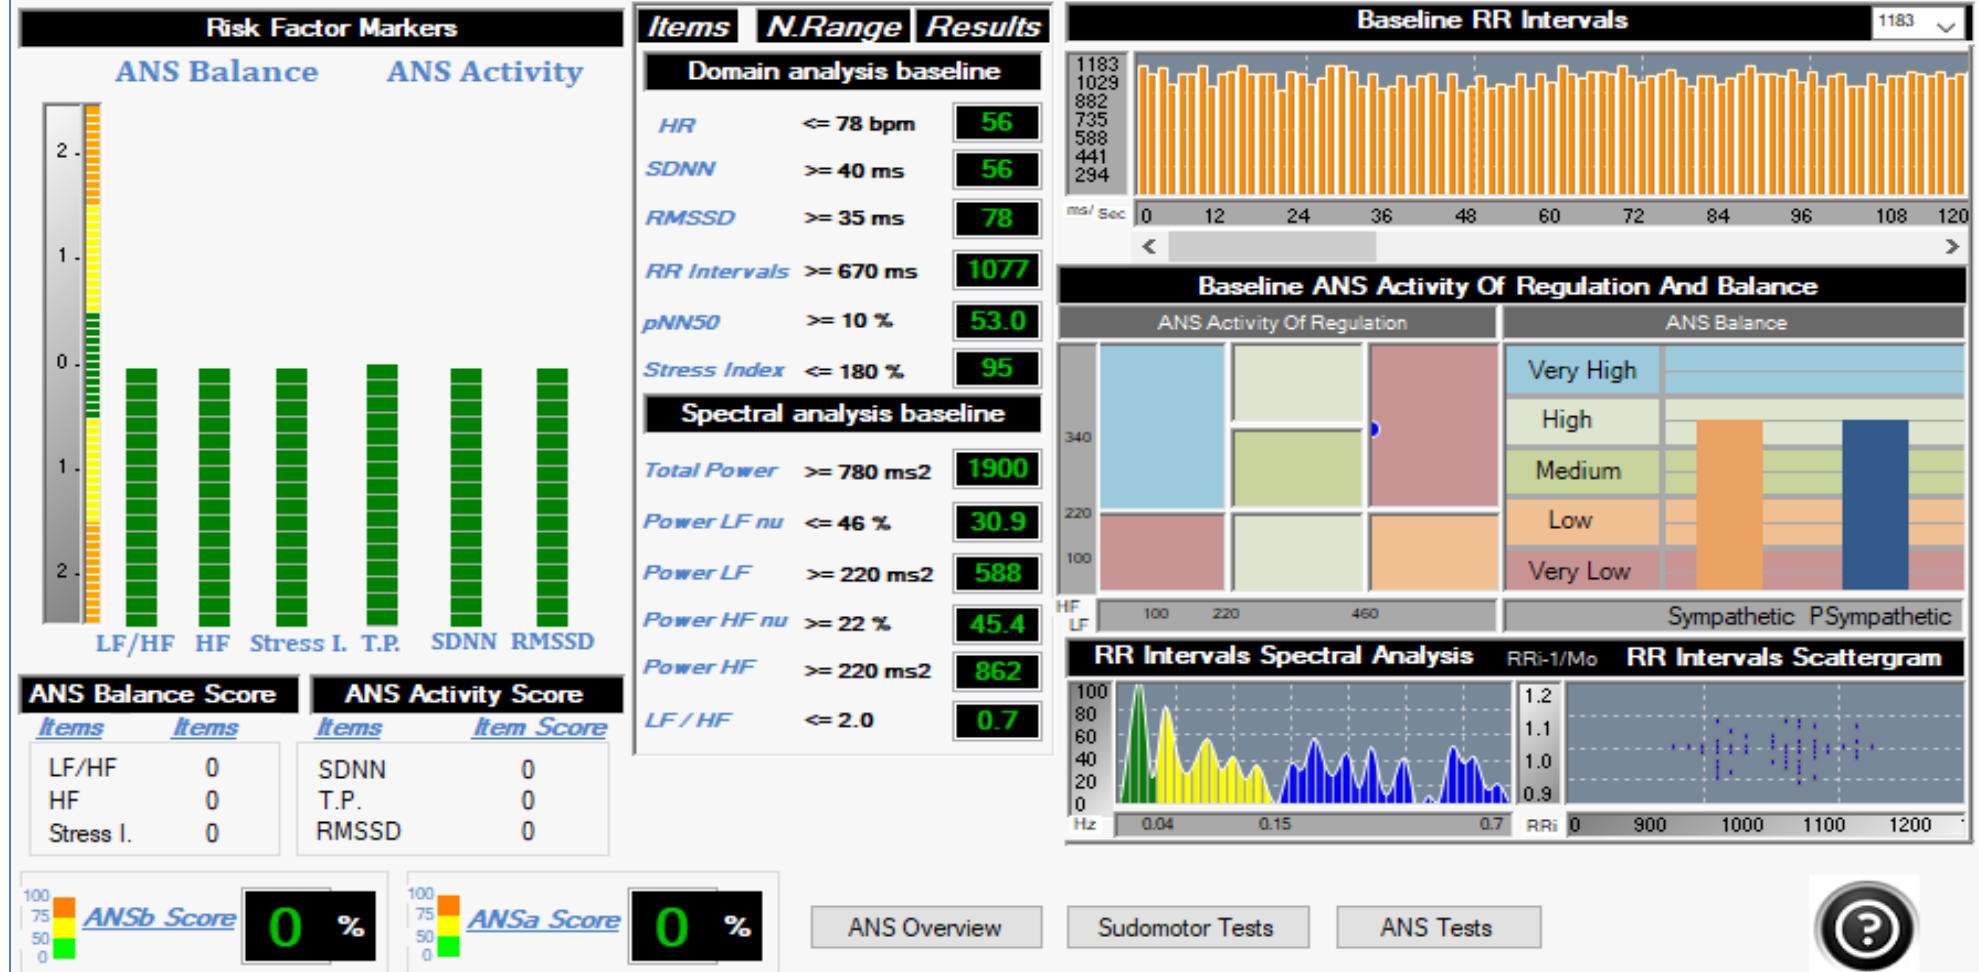 Risk Factor Markers
ANS Balance ANS Activity
2
1
0
1
2
LF/HF HF Stress I. T.P. SDNN RMSSD
ANS Balance Score
Items Items
LF/HF 0
HF 0
Stress I. 0
ANS Activity Score
Items Item Score
SDNN 0
T.P. 0
RMSSD 0
100
75
50
0
ANSb Score 0 %
100
75
50
0
ANSa Score 0 %
Items N.Range Results
Domain analysis baseline
HR <= 78 bpm 56
SDNN >= 40 ms 56
RMSSD >= 35 ms 78
RR Intervals >= 670 ms 1077
pNN50 >= 10 % 53.0
Stress Index <= 180 % 95
Spectral analysis baseline
Total Power >= 780 ms2 1900
Power LF nu <= 46 % 30.9
Power LF >= 220 ms2 588
Power HF nu >= 22 % 45.4
Power HF >= 220 ms2 862
LF / HF <= 2.0 0.7
Baseline RR Intervals 1183
1183
1029
882
735
588
441
294
ms/ Sec 0 12 24 36 48 60 72 84 96 108 120
Baseline ANS Activity Of Regulation And Balance
ANS Activity Of Regulation
340
220
100
HF
LF
100 220 460
ANS Balance
Very High
High
Medium
Low
Very Low
Sympathetic PSympathetic
RR Intervals Spectral Analysis
100
80
60
40
20
0
Hz 0.04 0.15 0.7
RRi-1/Mo RR Intervals Scattergram
1.2
1.1
1.0
0.9
RRi 0 900 1000 1100 1200
ANS Overview
Sudomotor Tests
ANS Tests
?